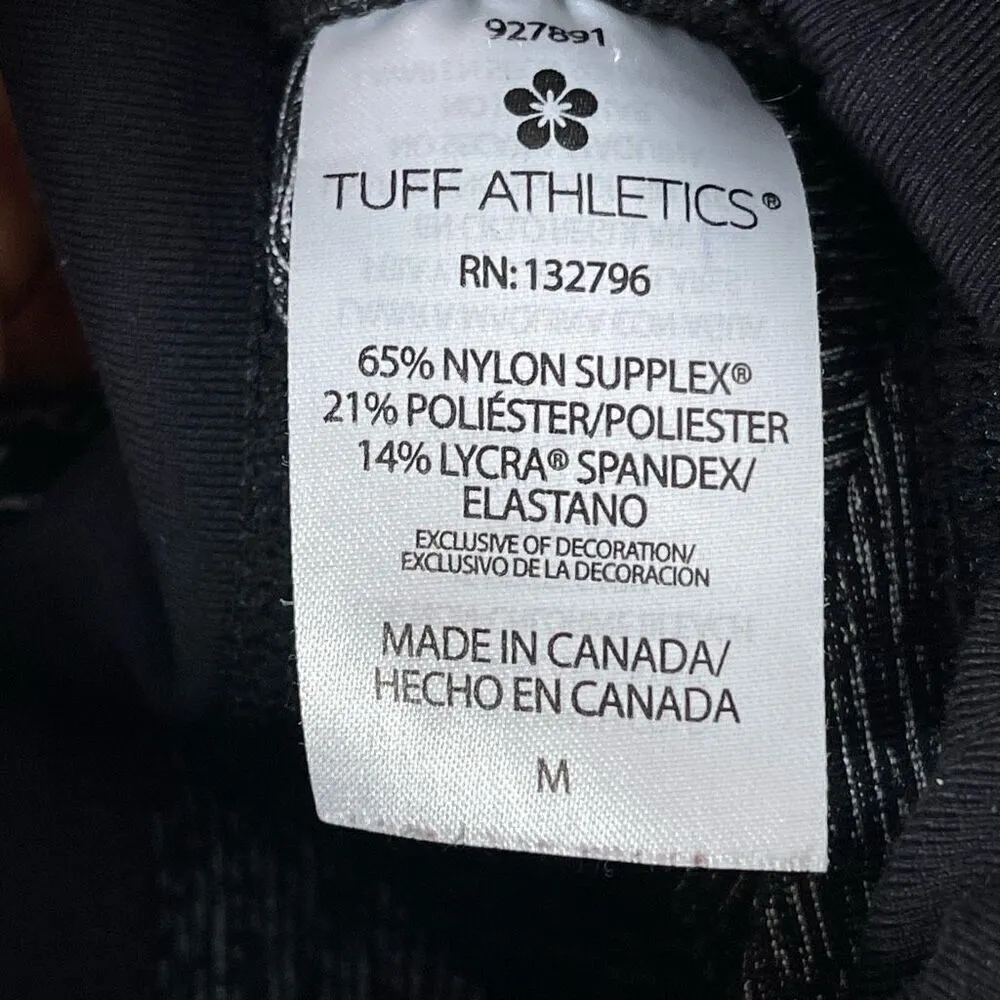 927891
TUFF ATHLETICS®
RN: 132796
65% NYLON SUPPLEX®
21% POLIÉSTER/POLIESTER
14% LYCRA® SPANDEX/
ELASTANO
EXCLUSIVE OF DECORATION/
EXCLUSIVO DE LA DECORACION
MADE IN CANADA/
HECHO EN CANADA
M